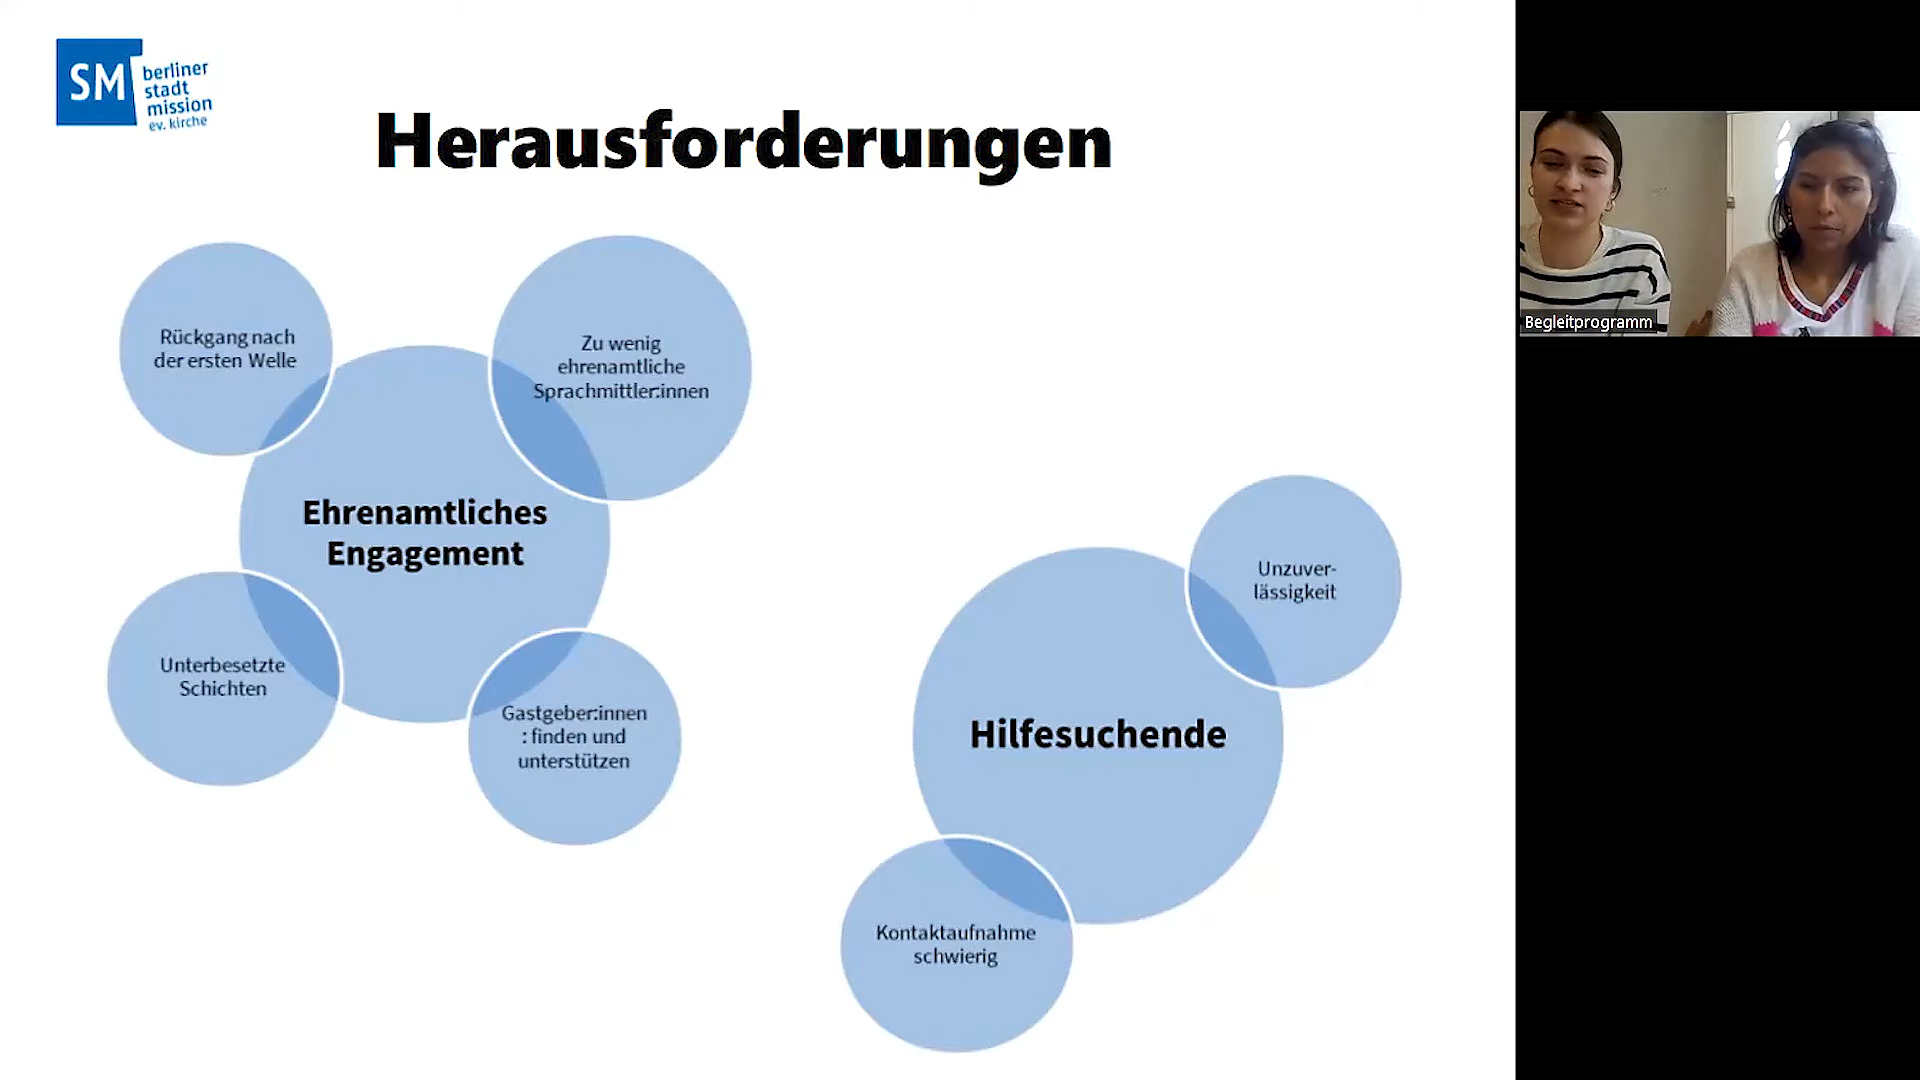 SM
berliner
stadt
mission
ev. kirche
Herausforderungen
Rückgang nach
der ersten Welle
Zu wenig
ehrenamtliche
Sprachmittler:innen
Ehrenamtliches
Engagement
Unterbesetzte
Schichten
Gastgeber:innen
: finden und
unterstützen
Unzuver-
lässigkeit
Hilfesuchende
Kontaktaufnahme
schwierig
Begleitprogramm